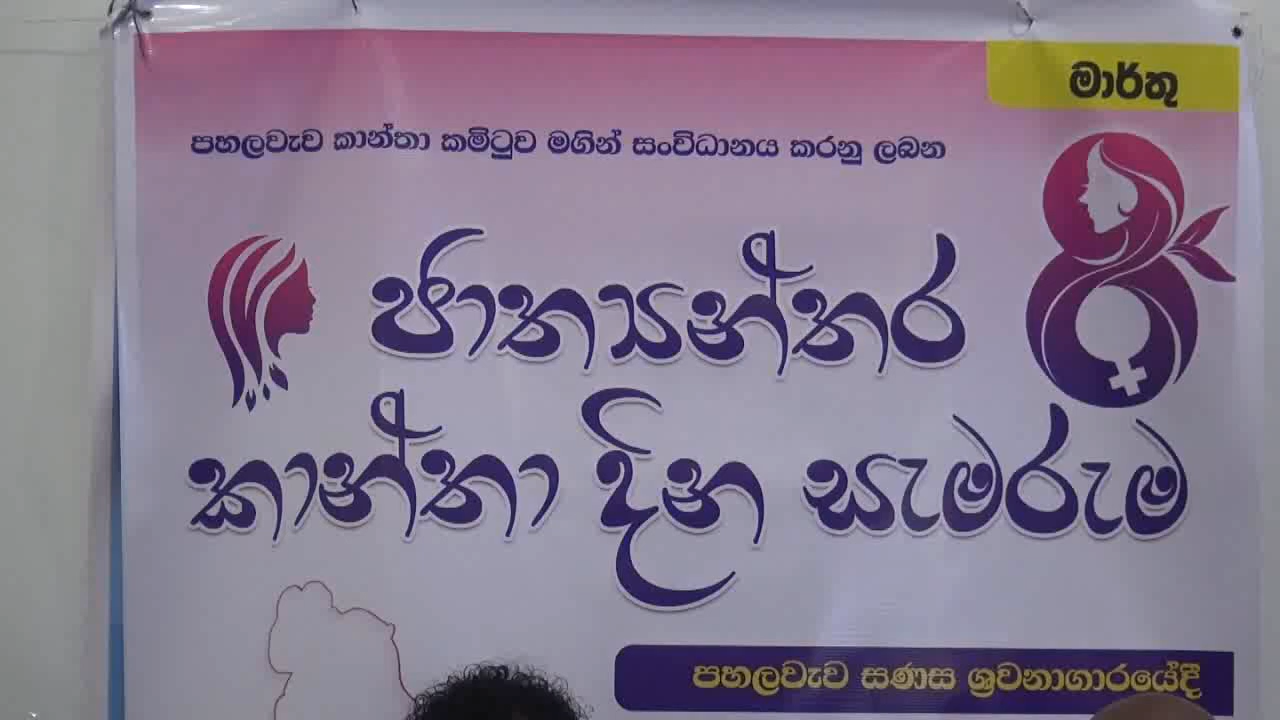 මාර්තු
8
පහලවැව කාන්තා කමිටුව මගින් සංවිධානය කරනු ලබන
ජාත්‍යන්තර
කාන්තා දින සැමරුම
පහලවැව සණස ශ්‍රවනාගාරයේදී